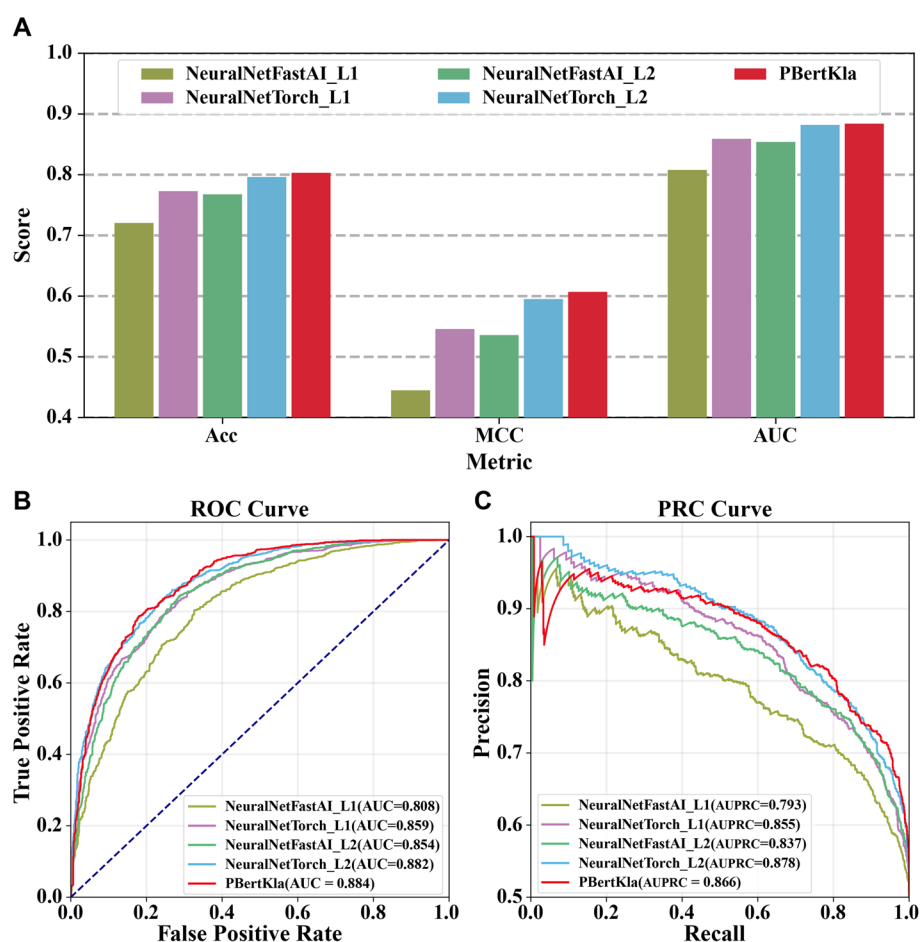 A
NeuralNetFastAI_L1
NeuralNetFastAI_L2
PBertKla
NeuralNetTorch_L1
NeuralNetTorch_L2
1.0
0.9
0.8
0.7
0.6
0.5
0.4
Score
Acc
MCC
AUC
Metric
B
ROC Curve
1.0
0.8
0.6
0.4
0.2
0.0
True Positive Rate
NeuralNetFastAI_L1(AUC=0.808)
NeuralNetTorch_L1(AUC=0.859)
NeuralNetFastAI_L2(AUC=0.854)
NeuralNetTorch_L2(AUC=0.882)
PBertKla(AUC = 0.884)
0.0 0.2 0.4 0.6 0.8 1.0
False Positive Rate
C
PRC Curve
1.0
0.9
0.8
0.7
0.6
0.5
Precision
NeuralNetFastAI_L1(AUPRC=0.793)
NeuralNetTorch_L1(AUPRC=0.855)
NeuralNetFastAI_L2(AUPRC=0.837)
NeuralNetTorch_L2(AUPRC=0.878)
PBertKla(AUPRC = 0.866)
0.0 0.2 0.4 0.6 0.8 1.0
Recall